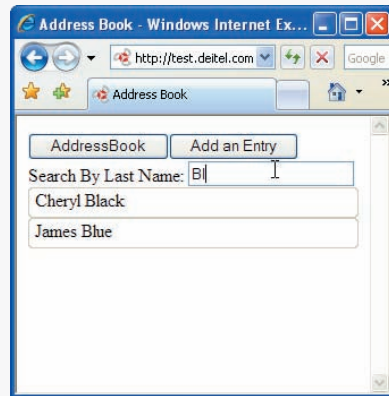 Address Book - Windows Internet Ex...
http://test.deitel.com
Google
Address Book
»
AddressBook Add an Entry
Search By Last Name: Bl
Cheryl Black
James Blue